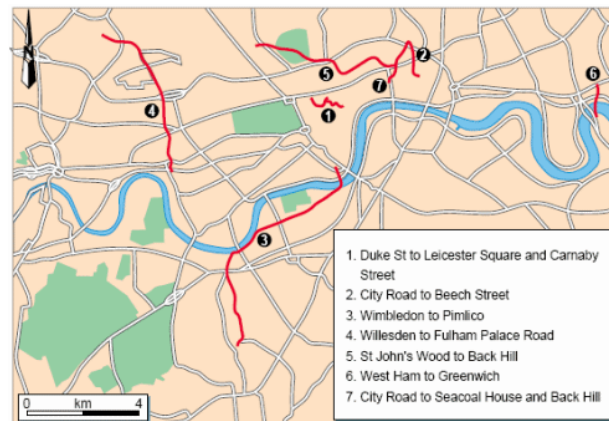 2
5
7
6
4
1
3
1. Duke St to Leicester Square and Carnaby
Street
2. City Road to Beech Street
3. Wimbledon to Pimlico
4. Willesden to Fulham Palace Road
5. St John's Wood to Back Hill
6. West Ham to Greenwich
7. City Road to Seacoal House and Back Hill
0 km 4